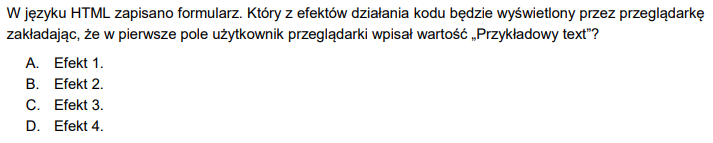 W języku HTML zapisano formularz. Który z efektów działania kodu będzie wyświetlony przez przeglądarkę
zakładając, że w pierwsze pole użytkownik przeglądarki wpisał wartość „Przykładowy text”?
A. Efekt 1.
B. Efekt 2.
C. Efekt 3.
D. Efekt 4.